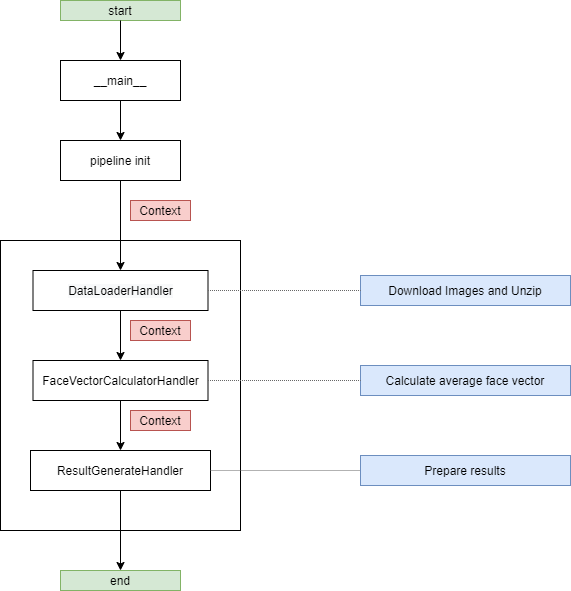 start
__main__
pipeline init
Context
DataLoaderHandler
Download Images and Unzip
Context
FaceVectorCalculatorHandler
Calculate average face vector
Context
ResultGenerateHandler
Prepare results
end